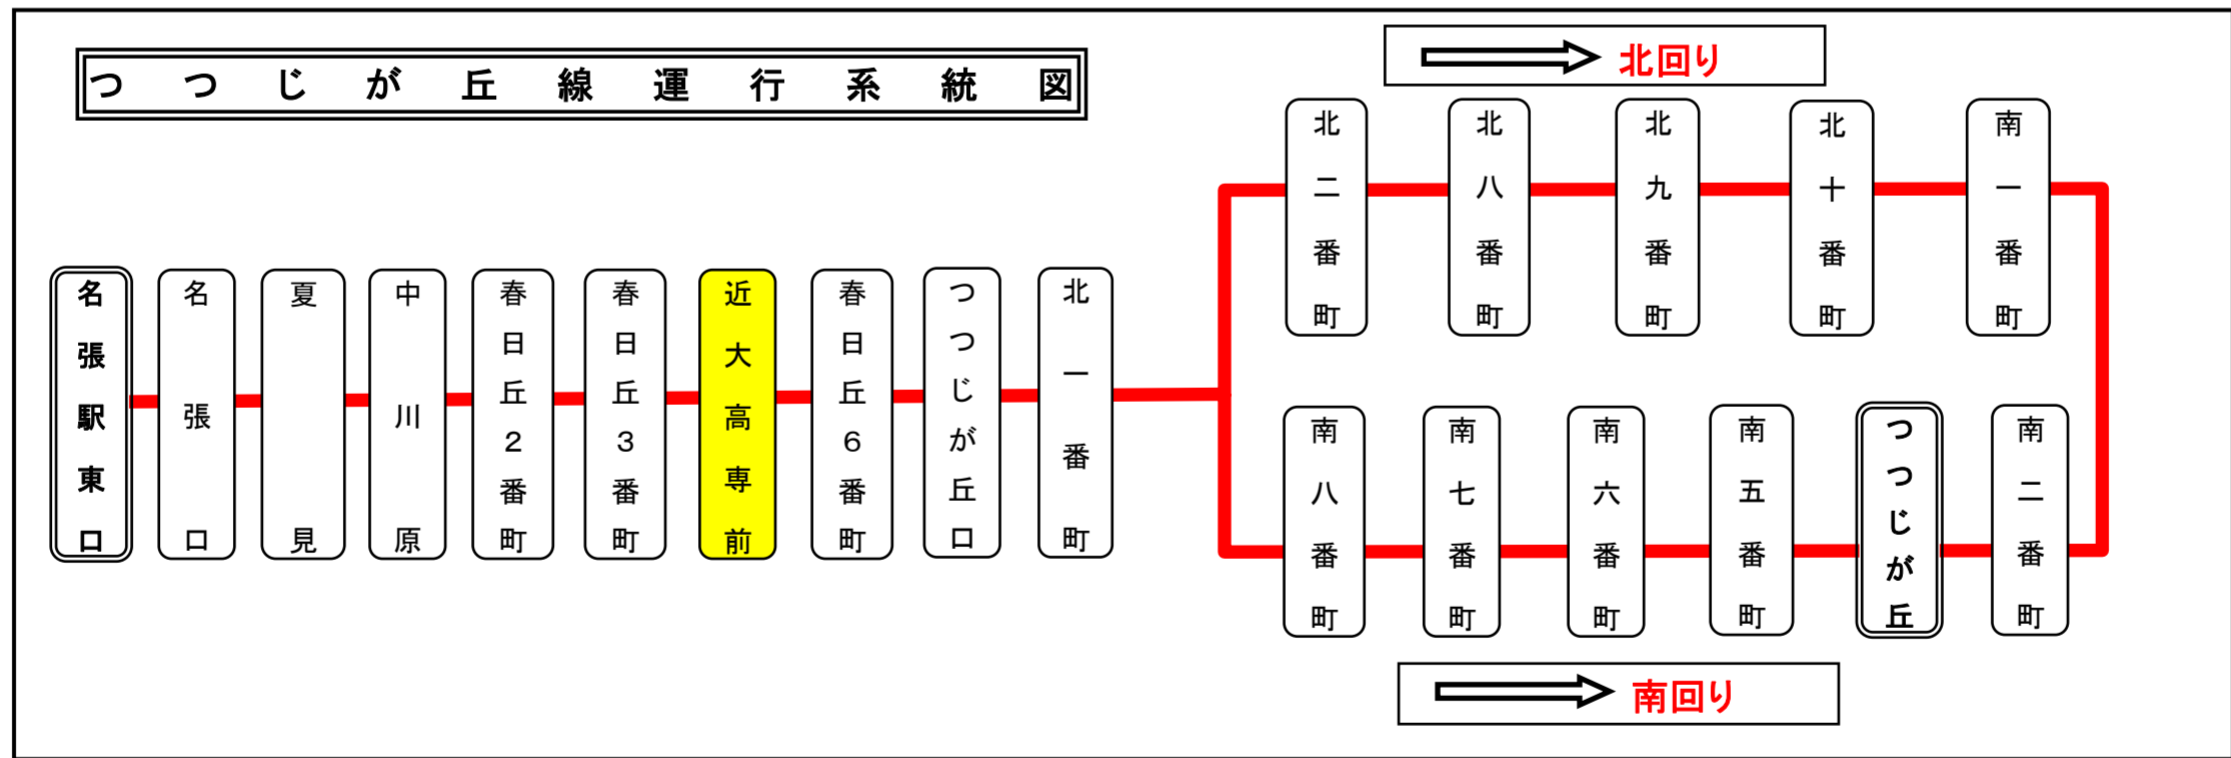 つつじが丘線運行系統図
北回り
北二番町
北八番町
北九番町
北十番町
南一番町
名張駅東口
名張口
夏見
中川原
春日丘2番町
春日丘3番町
近大高専前
春日丘6番町
つつじが丘口
北一番町
南八番町
南七番町
南六番町
南五番町
つつじが丘
南二番町
南回り